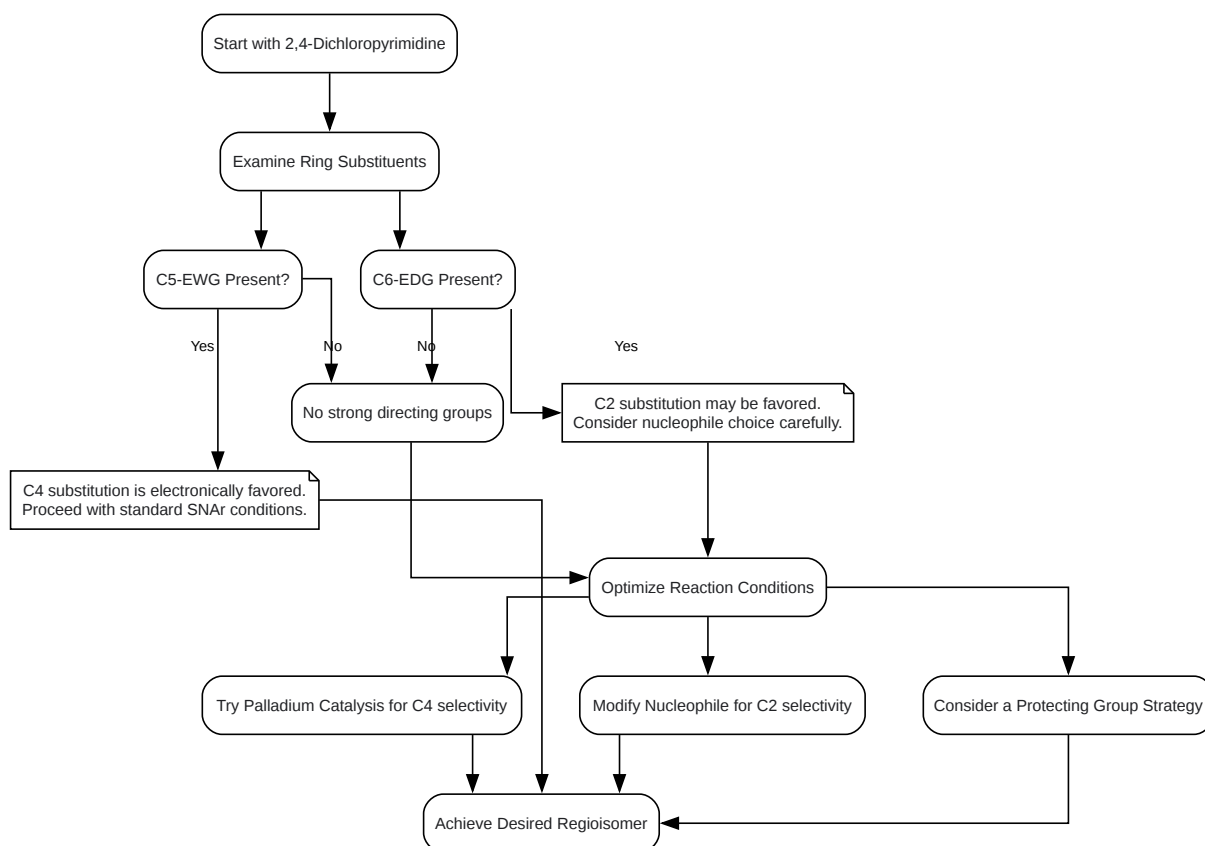 Start with 2,4-Dichloropyrimidine
Examine Ring Substituents
C5-EWG Present?
C6-EDG Present?
Yes
No
No
Yes
No strong directing groups
C2 substitution may be favored.
Consider nucleophile choice carefully.
C4 substitution is electronically favored.
Proceed with standard SNAr conditions.
Optimize Reaction Conditions
Try Palladium Catalysis for C4 selectivity
Modify Nucleophile for C2 selectivity
Consider a Protecting Group Strategy
Achieve Desired Regioisomer